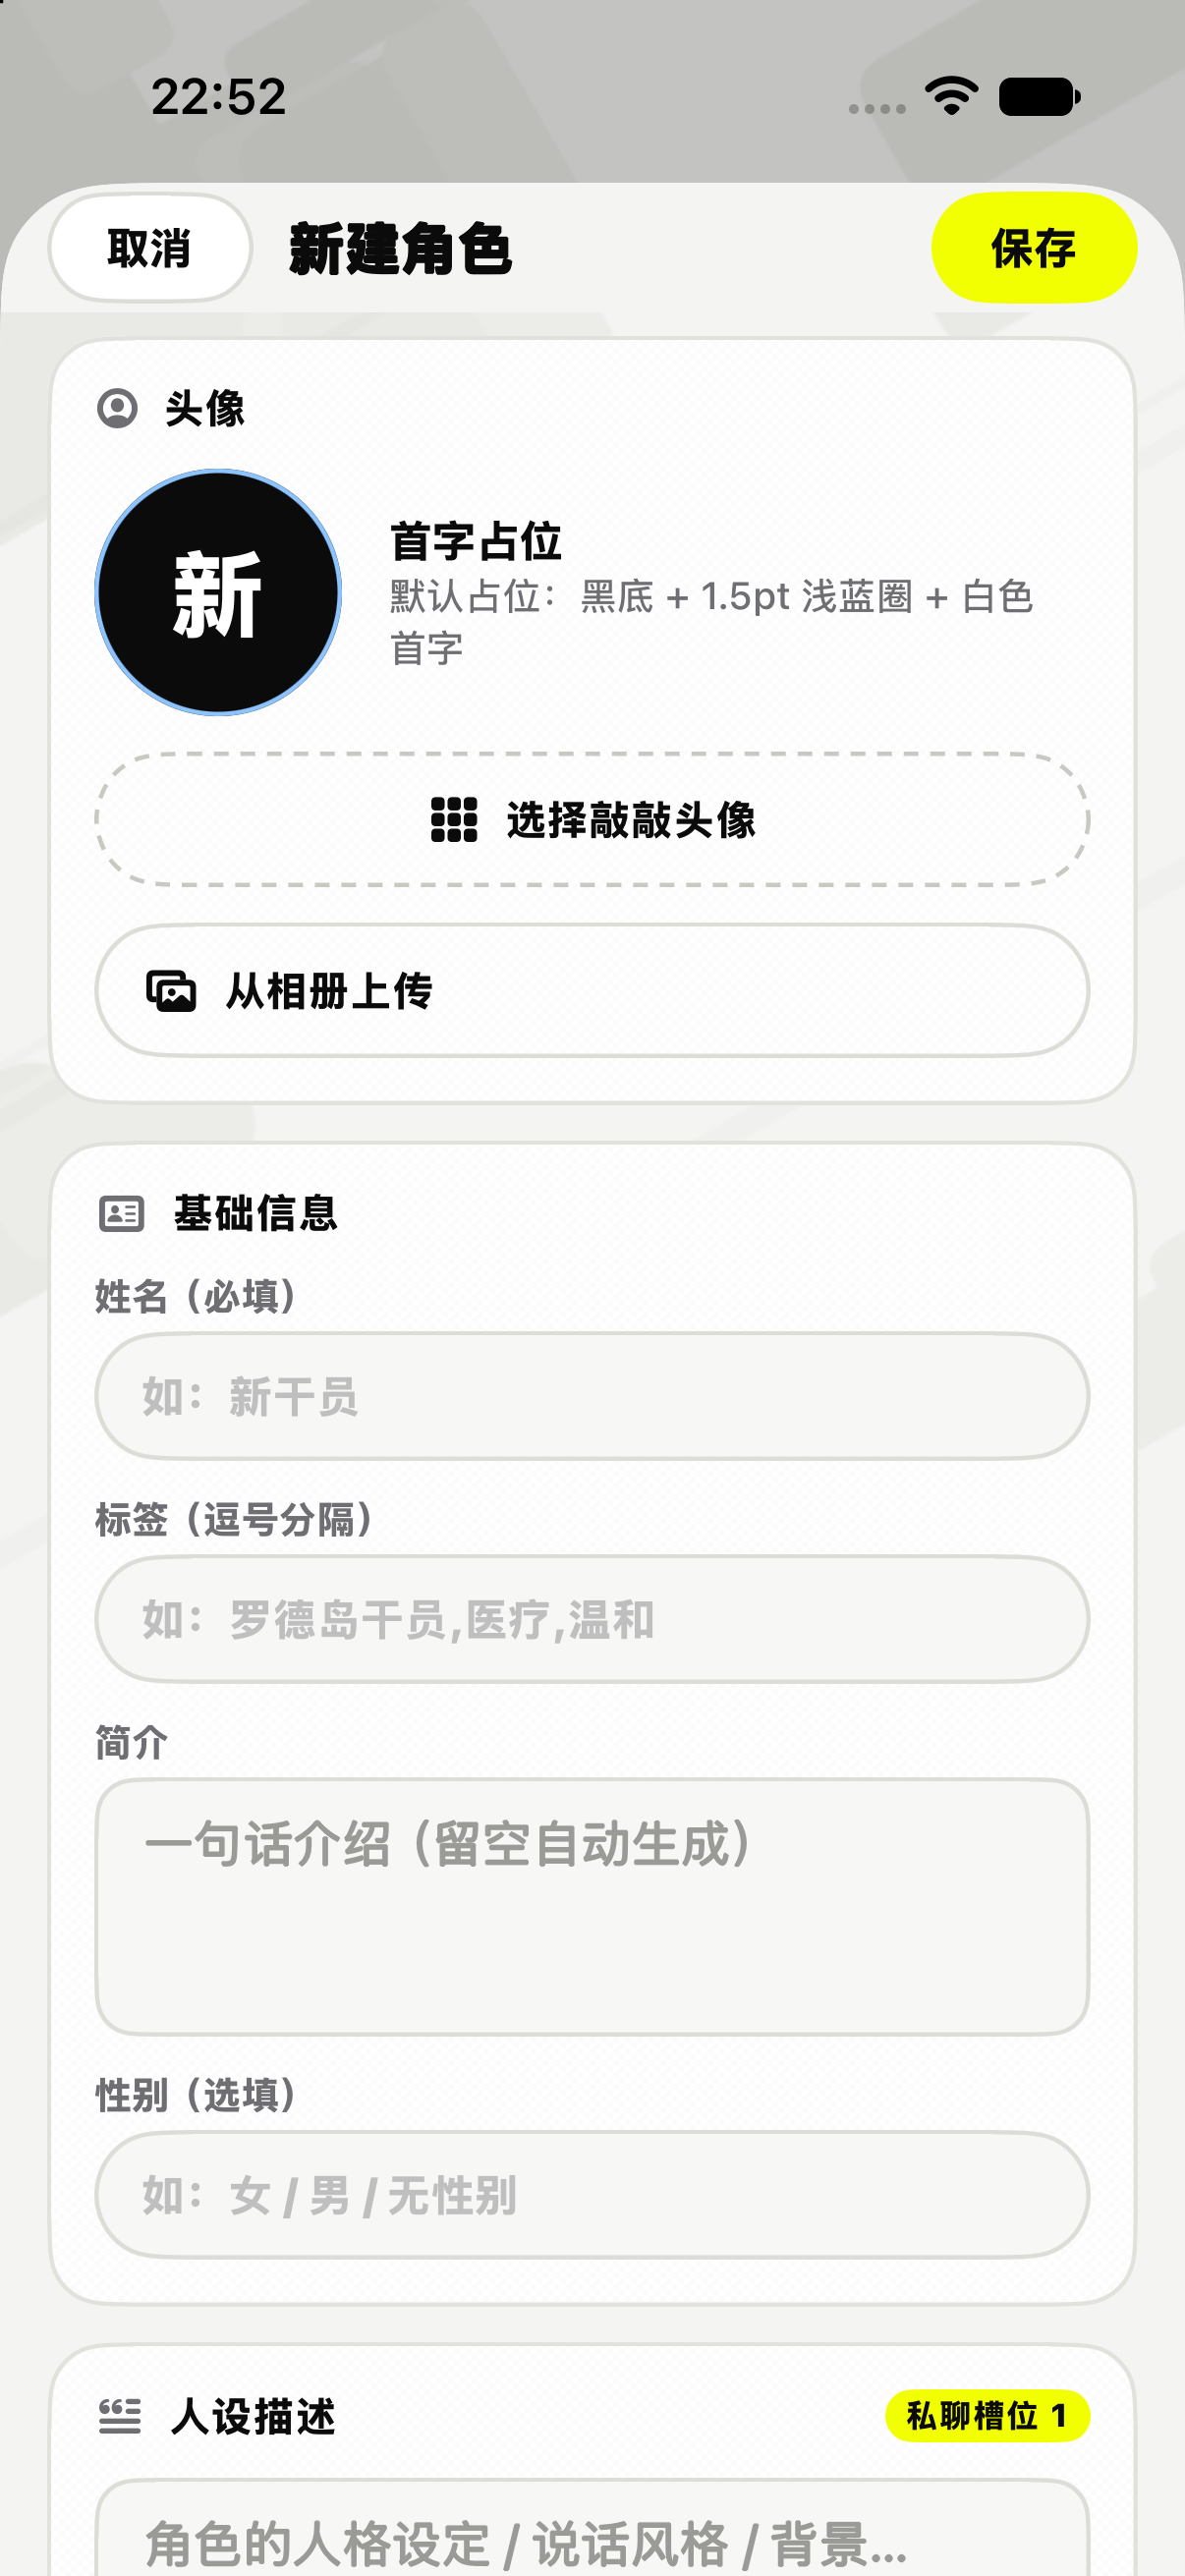 22:52
取消
新建角色
保存
头像
新
首字占位
默认占位：黑底 + 1.5pt 浅蓝圈 + 白色
首字
选择敲敲头像
从相册上传
基础信息
姓名（必填）
如：新干员
标签（逗号分隔）
如：罗德岛干员,医疗,温和
简介
一句话介绍（留空自动生成）
性别（选填）
如：女 / 男 / 无性别
人设描述
私聊槽位 1
角色的人格设定 / 说话风格 / 背景...